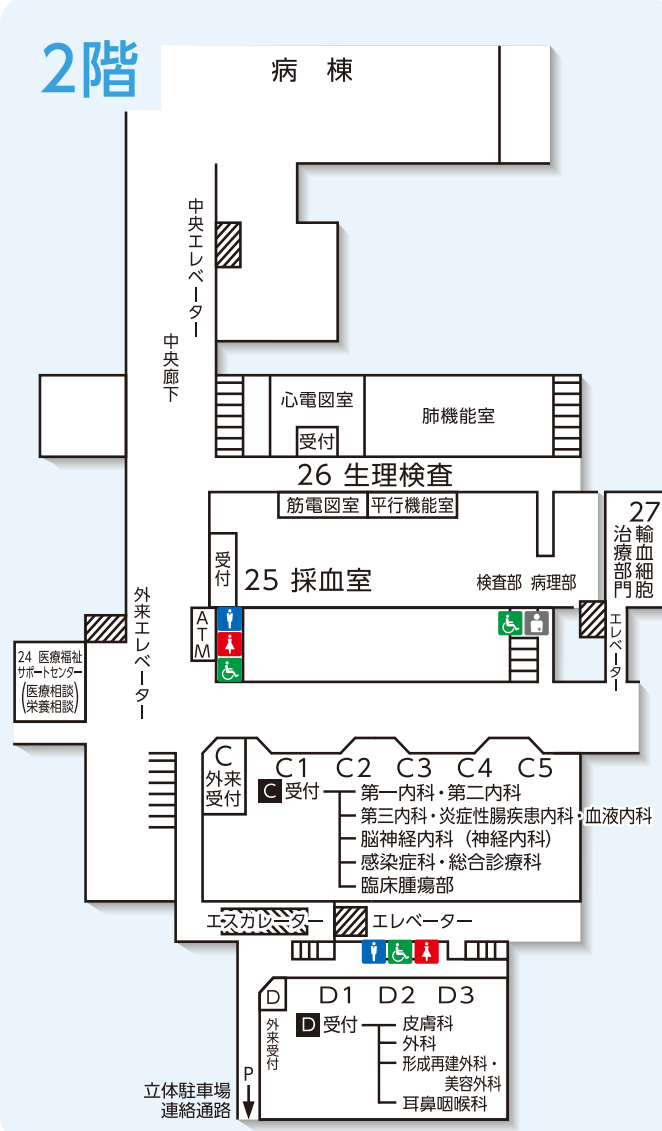 2階
病 棟
中央エレベーター
中央廊下
心電図室
受付
肺機能室
26 生理検査
筋電図室
平行機能室
27
輸血細胞
治療部門
受付
25 採血室
検査部 病理部
外来エレベーター
ATM
エレベーター
24 医療福祉
サポートセンター
(医療相談
栄養相談)
C
外来
受付
C1 C2 C3 C4 C5
C 受付
第一内科・第二内科
第三内科・炎症性腸疾患内科・血液内科
脳神経内科（神経内科）
感染症科・総合診療科
臨床腫瘍部
エスカレーター
エレベーター
D
外来受付
D1 D2 D3
D 受付
皮膚科
外科
形成再建外科・
美容外科
耳鼻咽喉科
P
立体駐車場
連絡通路